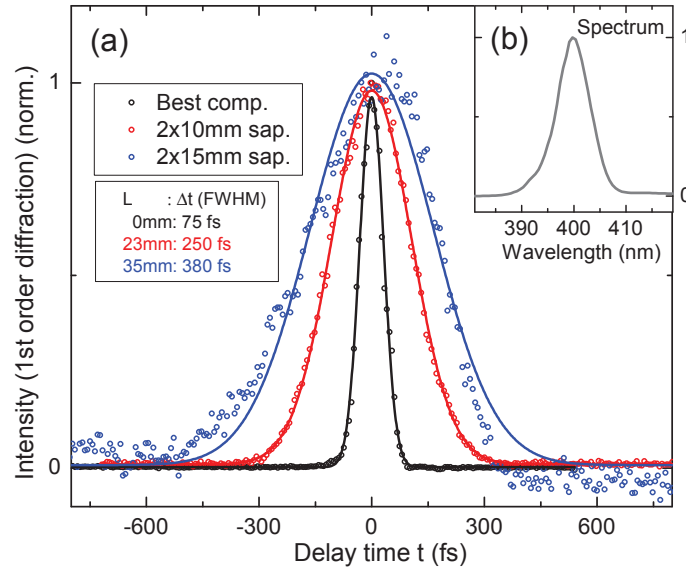 (a)
(b)
Spectrum
1
0
390 400 410
Wavelength (nm)
Best comp.
2x10mm sap.
2x15mm sap.
L : Δt (FWHM)
0mm: 75 fs
23mm: 250 fs
35mm: 380 fs
1
0
Intensity (1st order diffraction) (norm.)
-600 -300 0 300 600
Delay time t (fs)